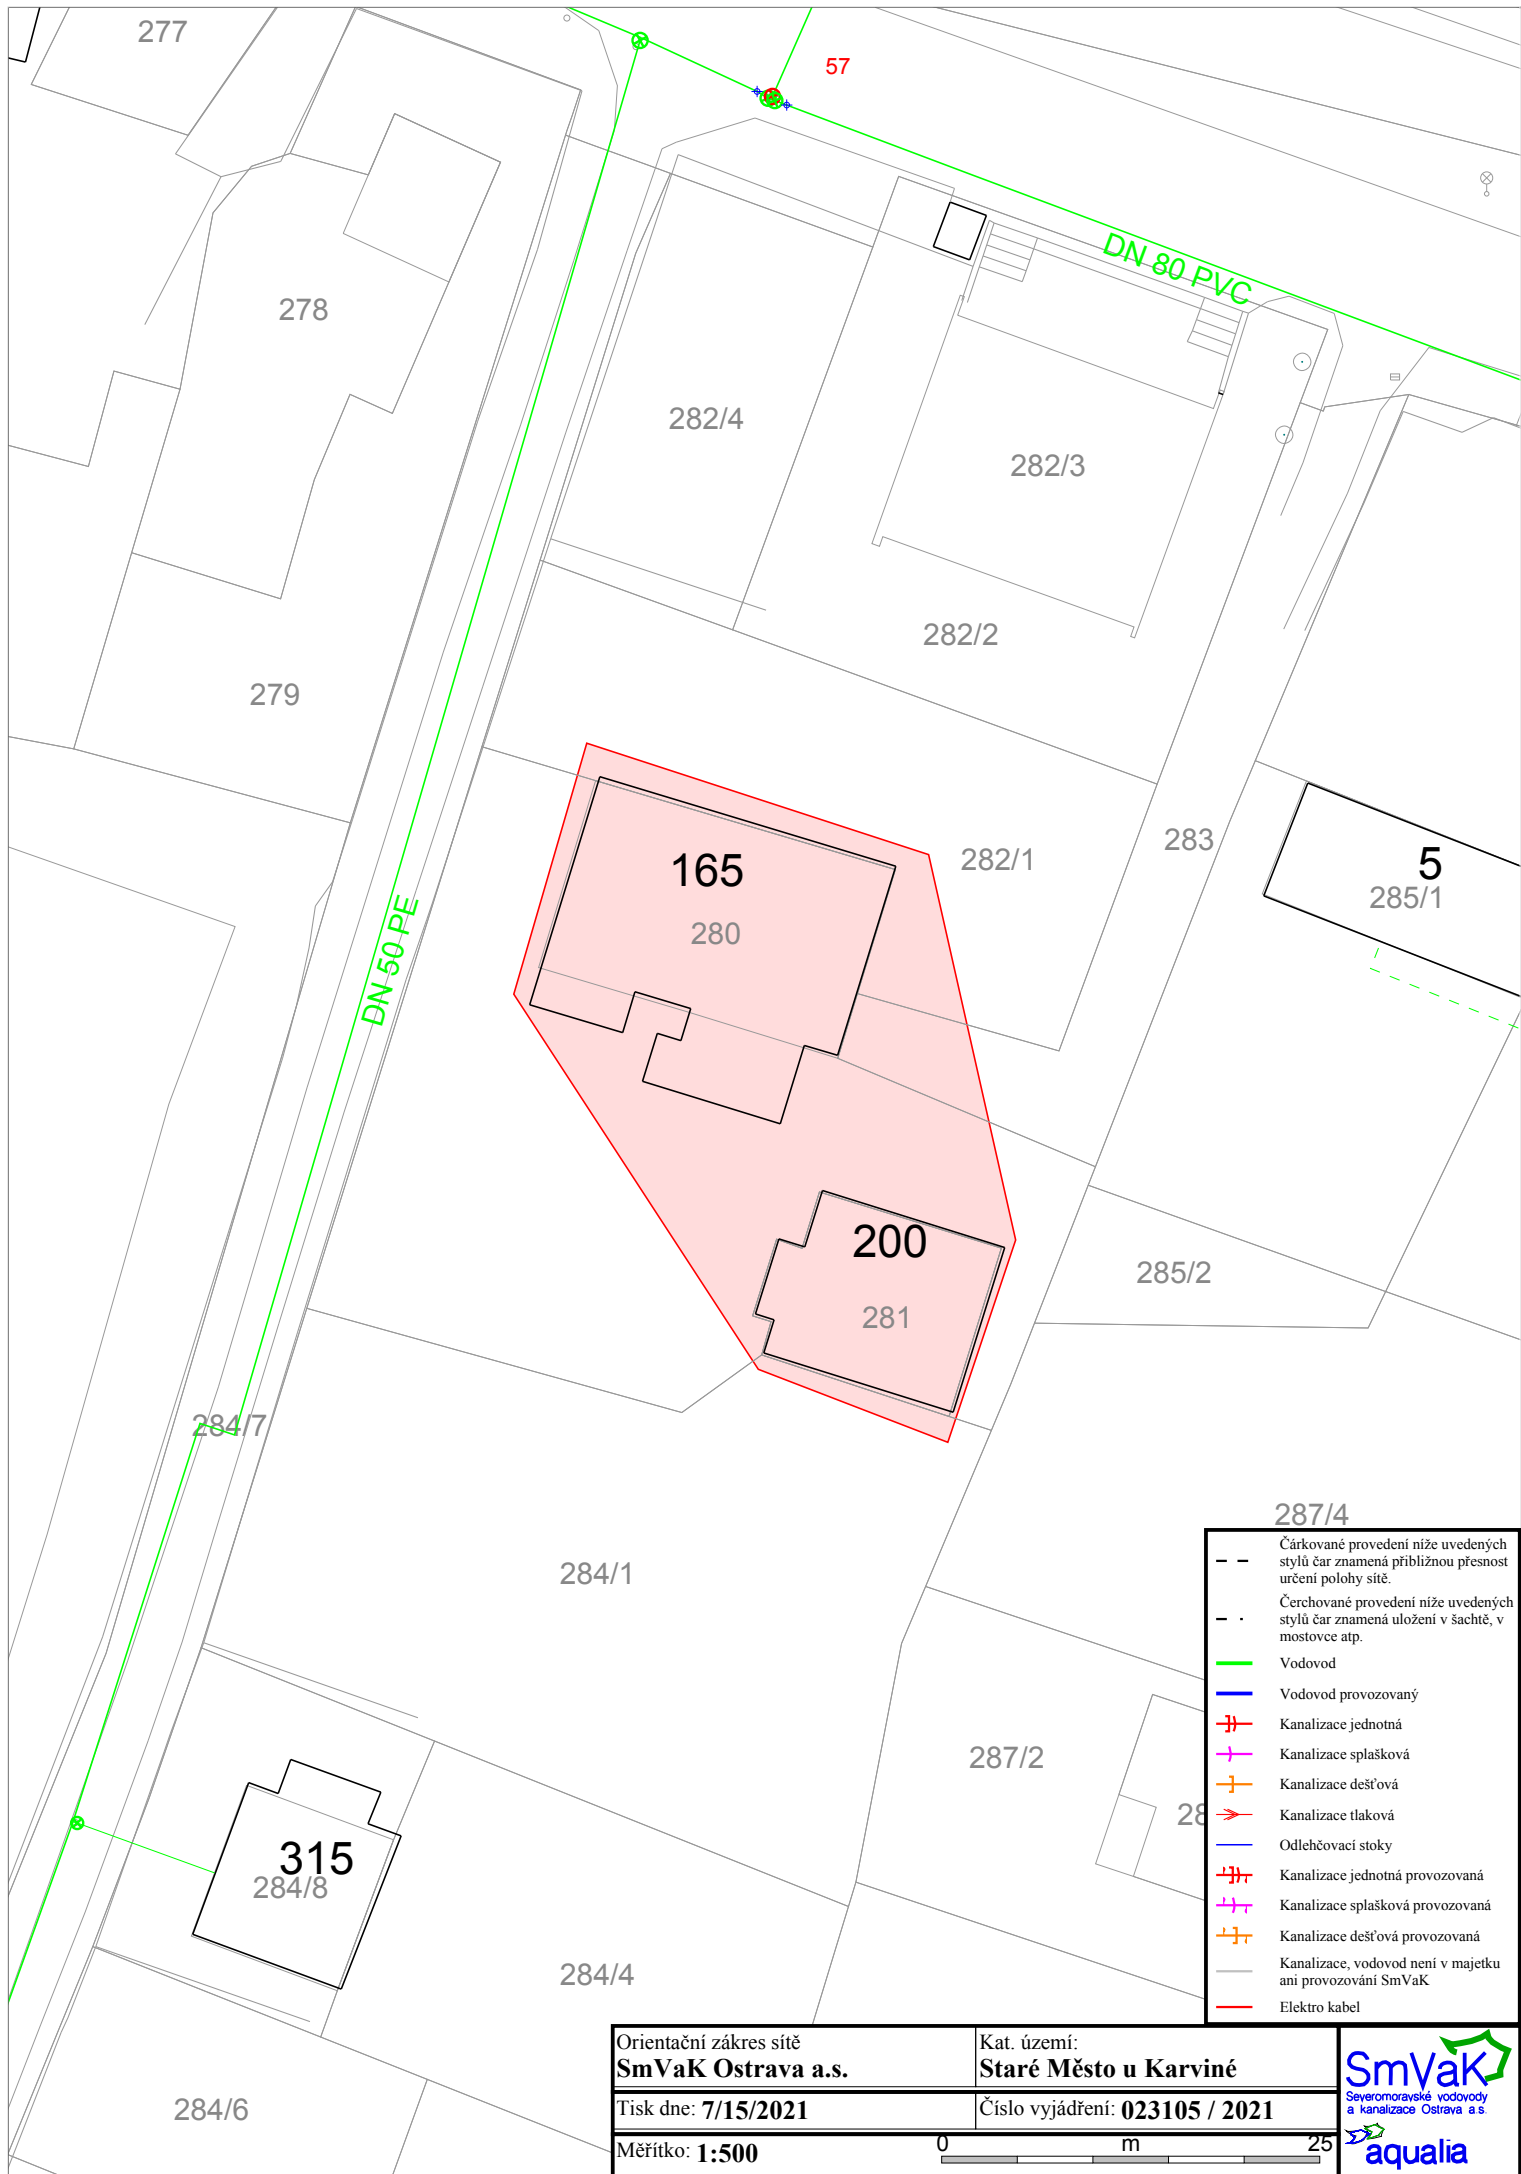 277
57
278
DN 80 PVC
282/4
282/3
282/2
279
165
282/1
283
5
285/1
280
DN 50 PE
200
285/2
281
284/7
287/4
284/1
287/2
28
315
284/8
284/4
284/6
Čárkované provedení níže uvedených
stylů čar znamená přibližnou přesnost
určení polohy sítě.
Čerchované provedení níže uvedených
stylů čar znamená uložení v šachtě, v
mostovce atp.
Vodovod
Vodovod provozovaný
Kanalizace jednotná
Kanalizace splašková
Kanalizace dešťová
Kanalizace tlaková
Odlehčovací stoky
Kanalizace jednotná provozovaná
Kanalizace splašková provozovaná
Kanalizace dešťová provozovaná
Kanalizace, vodovod není v majetku
ani provozování SmVaK
Elektro kabel
Orientační zákres sítě
SmVaK Ostrava a.s.
Kat. území:
Staré Město u Karviné
Tisk dne: 7/15/2021
Číslo vyjádření: 023105 / 2021
Měřítko: 1:500
0 m 25
SmVaK
Severomoravské vodovody
a kanalizace Ostrava a.s.
aqualia